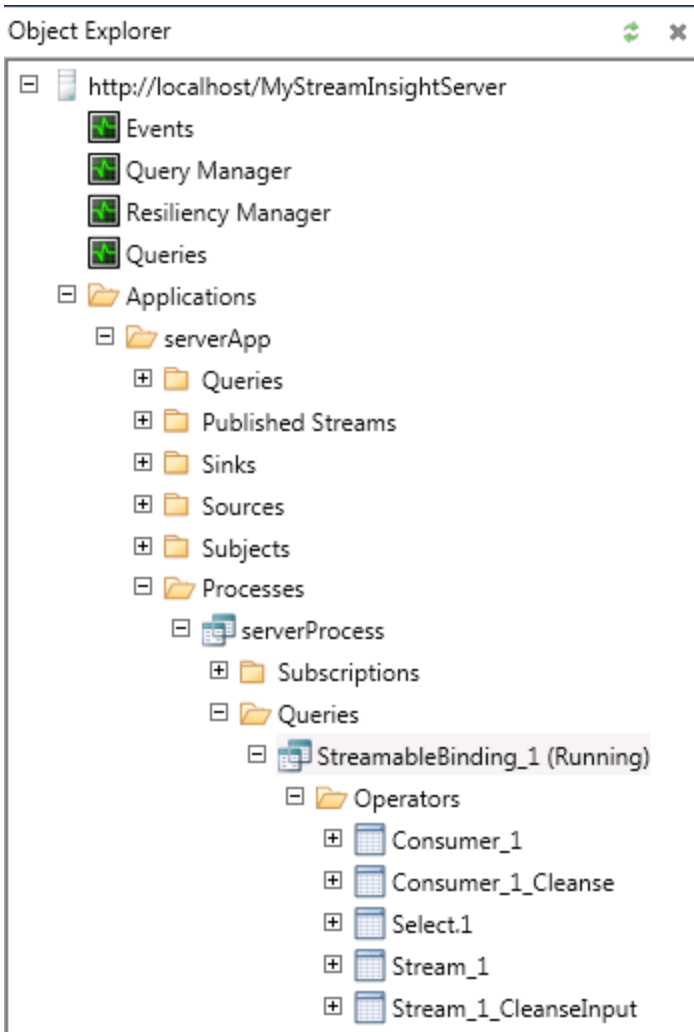 Object Explorer
http://localhost/MyStreamInsightServer
Events
Query Manager
Resiliency Manager
Queries
Applications
serverApp
Queries
Published Streams
Sinks
Sources
Subjects
Processes
serverProcess
Subscriptions
Queries
StreamableBinding_1 (Running)
Operators
Consumer_1
Consumer_1_Cleanse
Select.1
Stream_1
Stream_1_CleanseInput